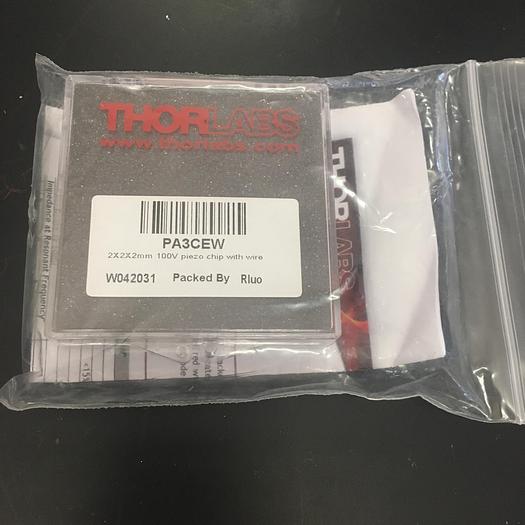 THORLABS
www.thorlabs.com
PA3CEW
2X2X2mm 100V piezo chip with wire
W042031 Packed By Rluo
THORLABS
Impedance at Resonant Frequency